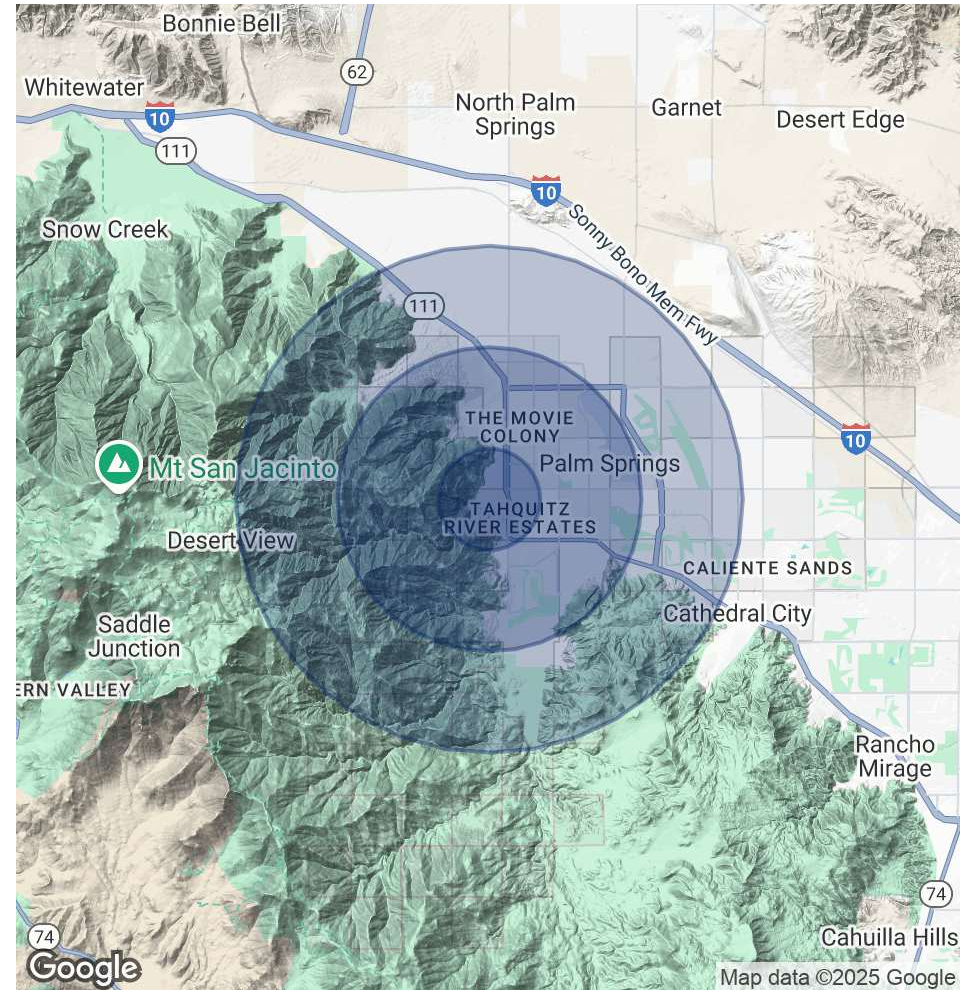 Bonnie Bell
62
Whitewater
10
North Palm
Springs
Garnet
Desert Edge
111
10
Sonny Bono Mem Fwy
Snow Creek
111
THE MOVIE
COLONY
10
Mt San Jacinto
Palm Springs
TAHQUITZ
RIVER ESTATES
Desert View
CALIENTE SANDS
Cathedral City
Saddle
Junction
ERN VALLEY
Rancho
Mirage
74
74
Cahuilla Hills
Google
Map data ©2025 Google